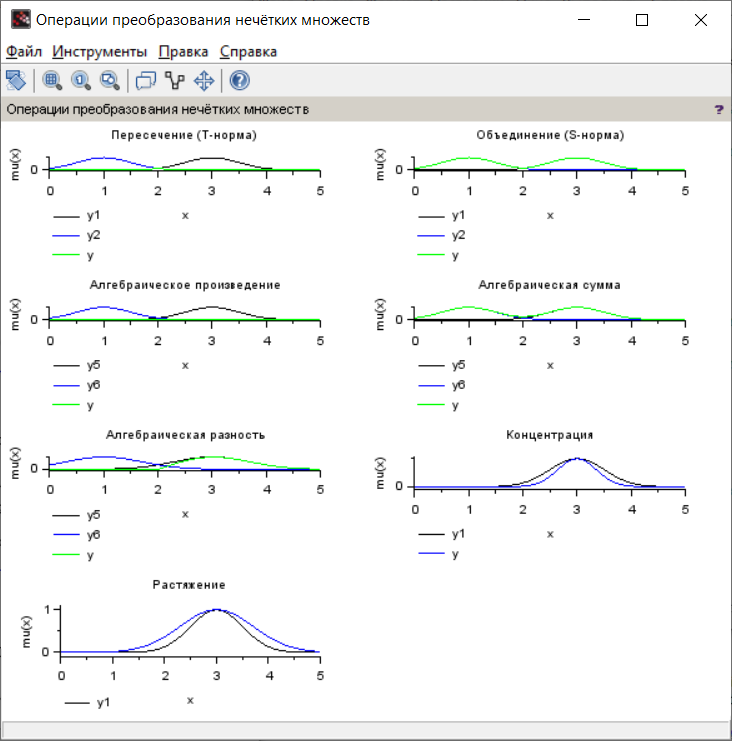 Операции преобразования нечётких множеств
Файл Инструменты Правка Справка
Операции преобразования нечётких множеств ?
Пересечение (Т-норма)
mu(x)
0
0 1 2 3 4 5
y1 x
y2
y
Объединение (S-норма)
mu(x)
0
0 1 2 3 4 5
y1 x
y2
y
Алгебраическое произведение
mu(x)
0
0 1 2 3 4 5
y5 x
y6
y
Алгебраическая сумма
mu(x)
0
0 1 2 3 4 5
y5 x
y6
y
Алгебраическая разность
mu(x)
0
0 1 2 3 4 5
y5 x
y6
y
Концентрация
mu(x)
0
0 1 2 3 4 5
y1 x
y
Растяжение
mu(x)
1
0
0 1 2 3 4 5
y1 x